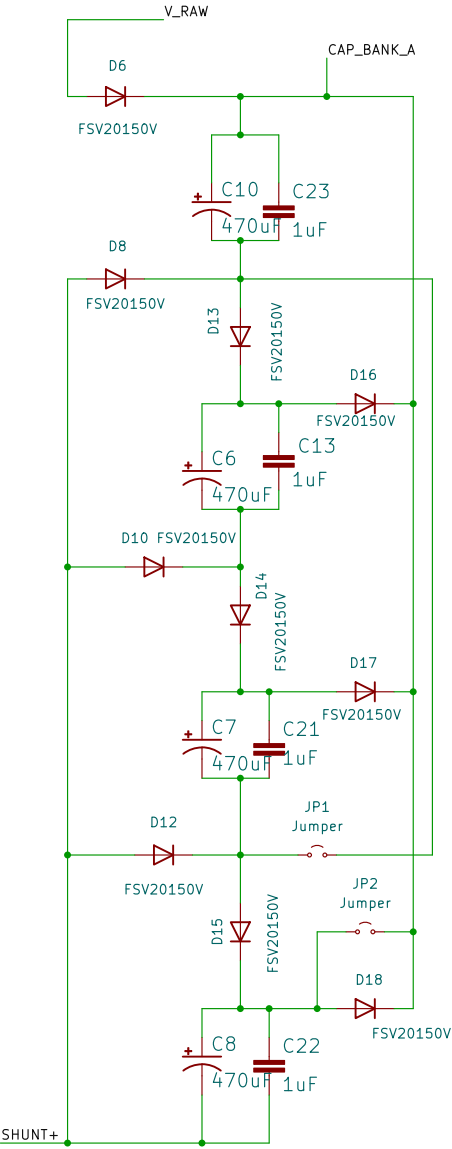 V_RAW
CAP_BANK_A
D6
FSV20150V
+ C10 C23
470uF 1uF
D8
FSV20150V
D13
FSV20150V
D16
FSV20150V
C13
+ C6
1uF
470uF
D10 FSV20150V
D14
FSV20150V
D17
FSV20150V
+ C7 C21
470uF 1uF
JP1
Jumper
D12
FSV20150V
JP2
Jumper
D15
FSV20150V
D18
FSV20150V
+ C8 C22
470uF 1uF
SHUNT+